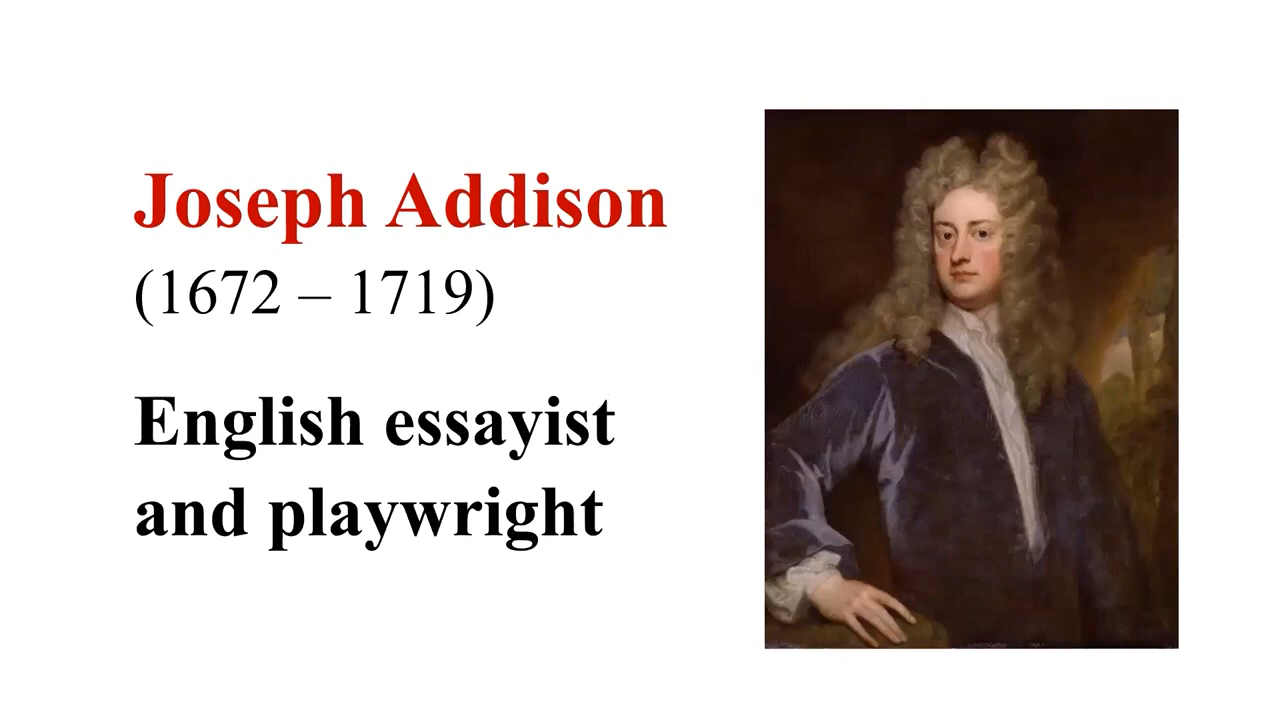 Joseph Addison
(1672 – 1719)
English essayist
and playwright